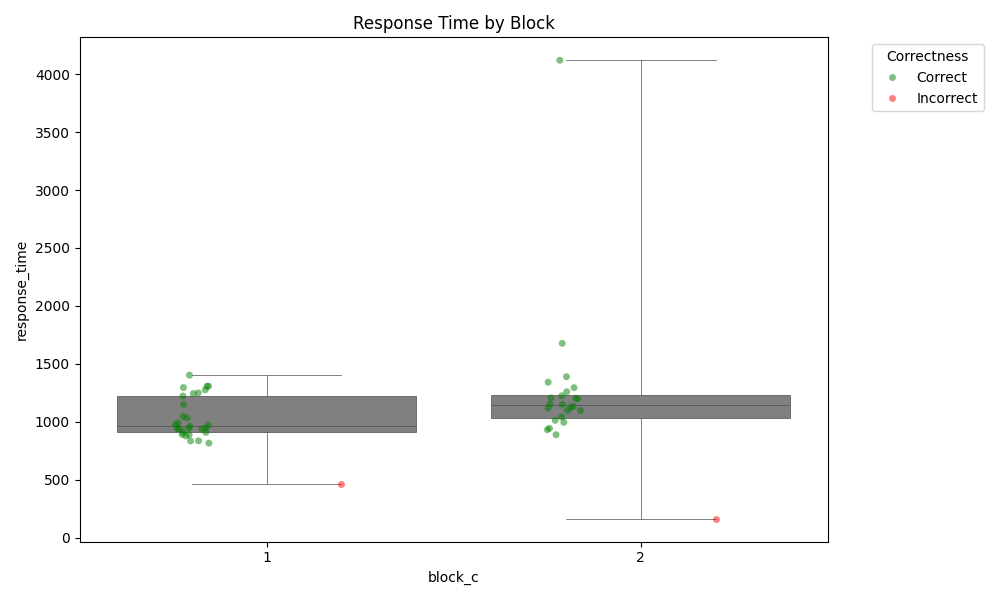 Response Time by Block
Correctness
Correct
Incorrect
response_time
4000
3500
3000
2500
2000
1500
1000
500
0
1
2
block_c